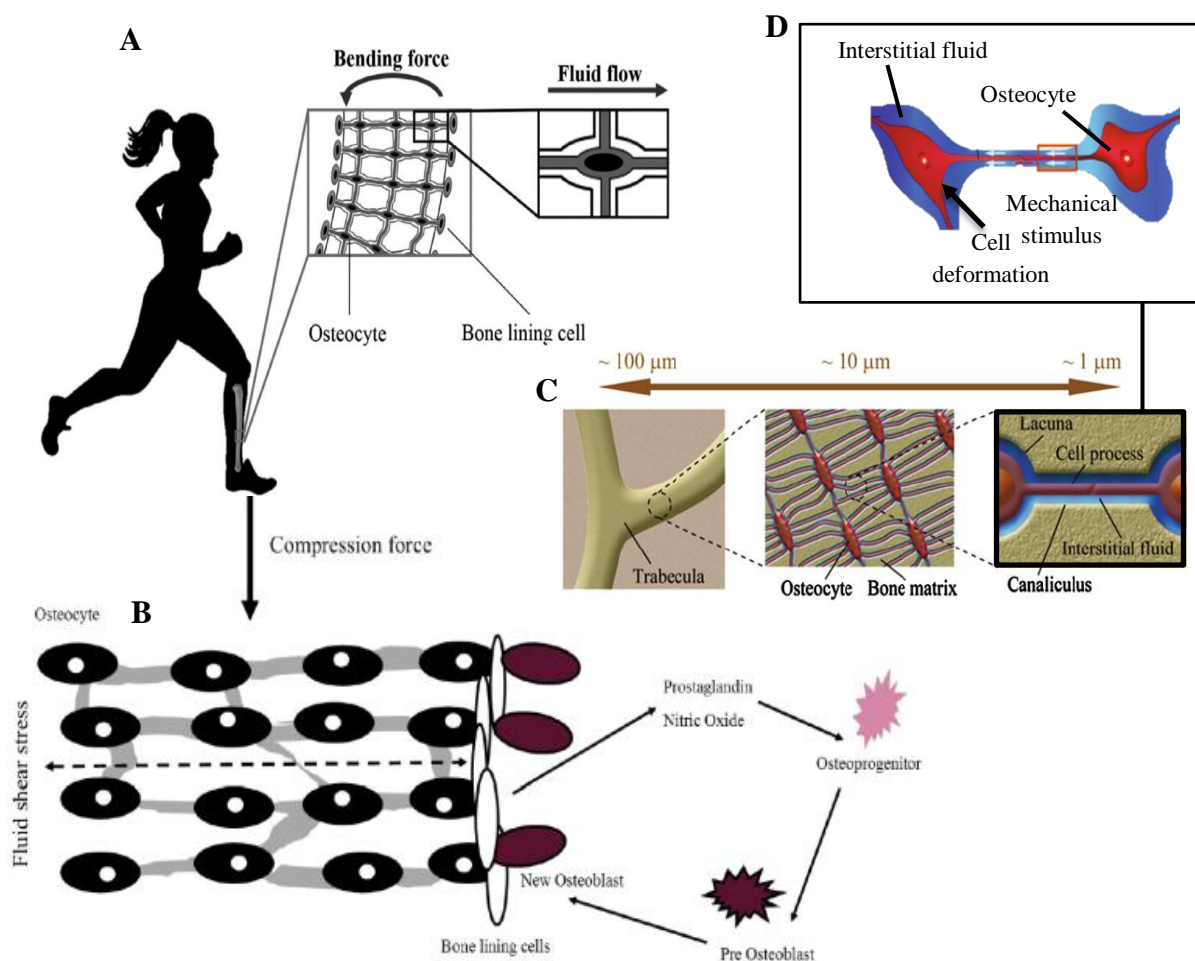 A
Bending force
Fluid flow
Osteocyte
Bone lining cell
Compression force
D
Interstitial fluid
Osteocyte
Mechanical
stimulus
Cell
deformation
C
~ 100 μm
~ 10 μm
~ 1 μm
Trabecula
Osteocyte
Bone matrix
Lacuna
Cell process
Interstitial fluid
Canaliculus
B
Osteocyte
Fluid shear stress
Prostaglandin
Nitric Oxide
Osteoprogenitor
Pre Osteoblast
New Osteoblast
Bone lining cells